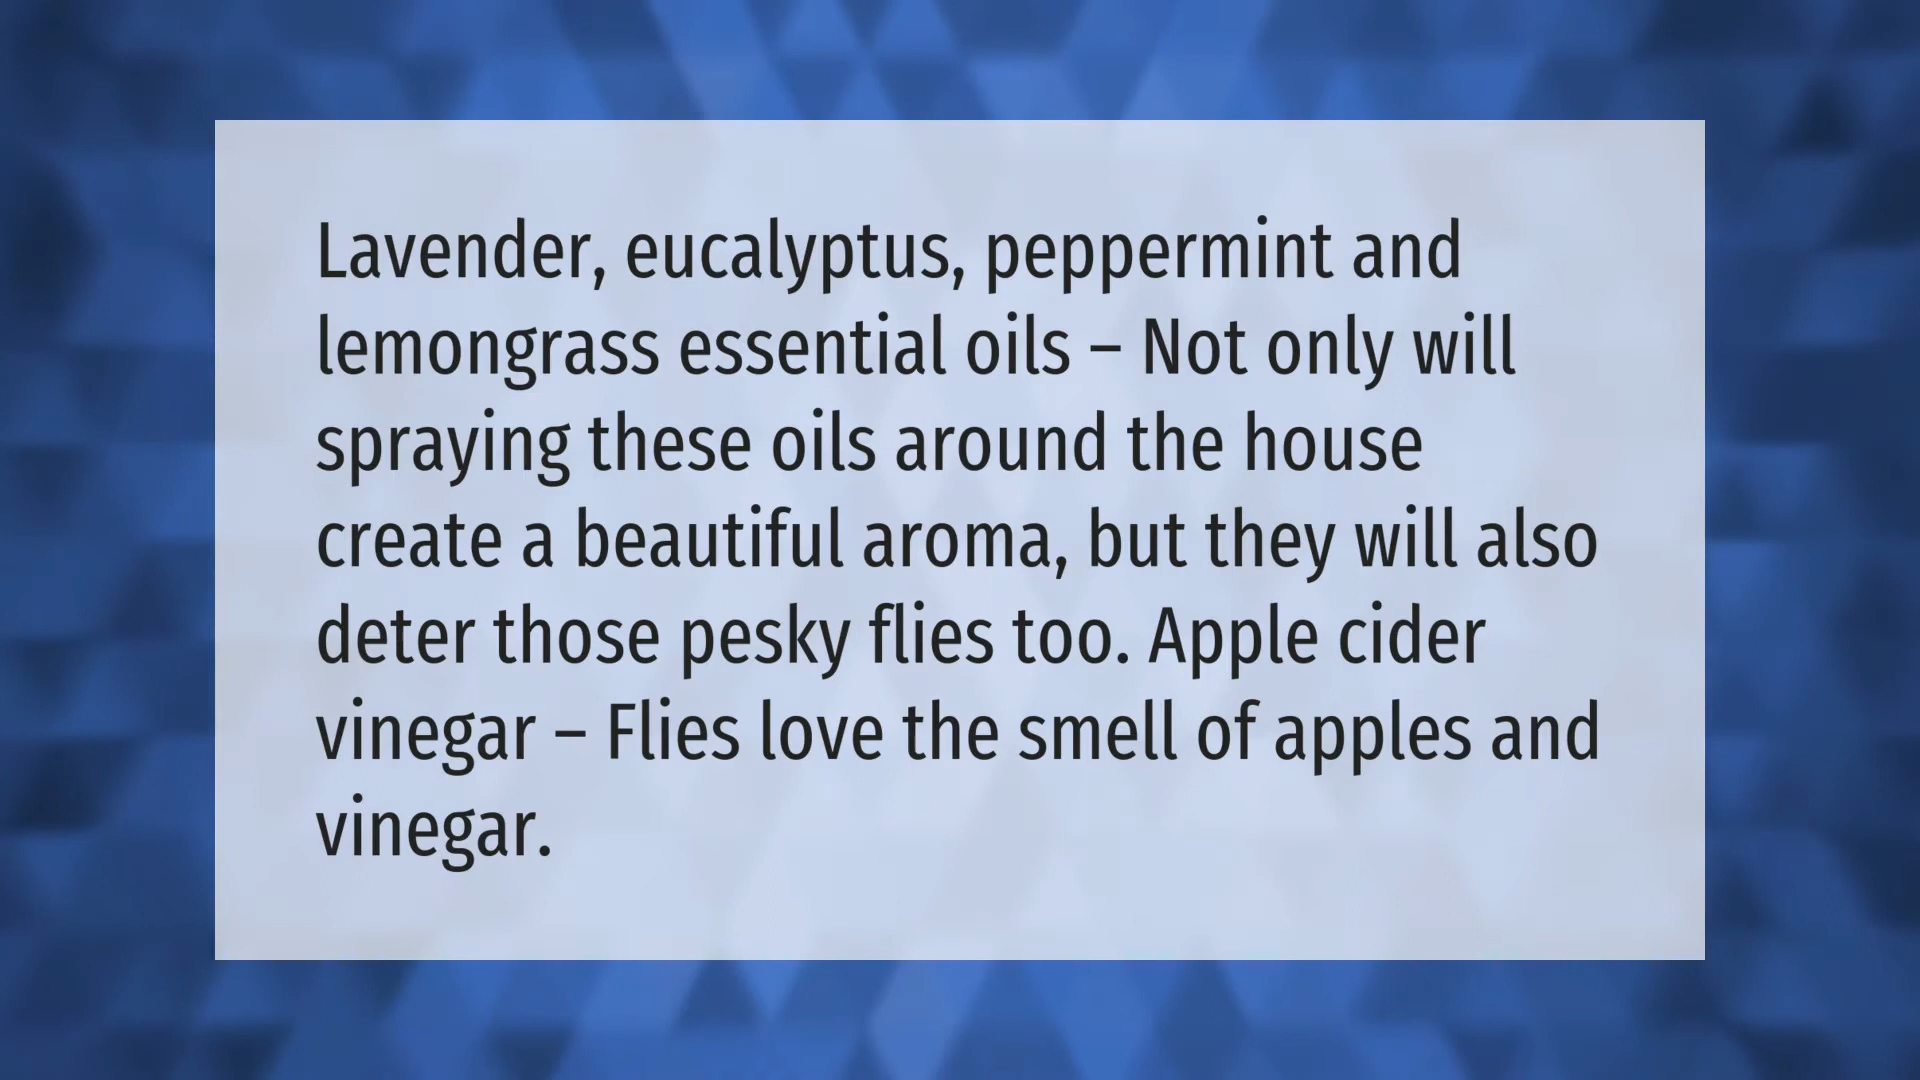 Lavender, eucalyptus, peppermint and
lemongrass essential oils – Not only will
spraying these oils around the house
create a beautiful aroma, but they will also
deter those pesky flies too. Apple cider
vinegar – Flies love the smell of apples and
vinegar.